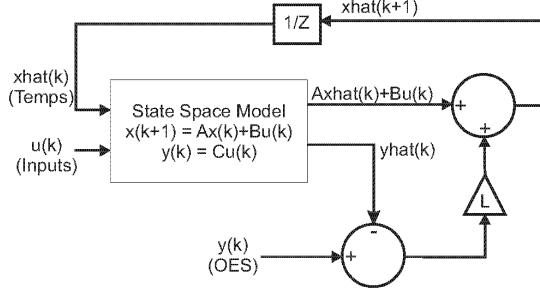 xhat(k+1)
1/Z
xhat(k)
(Temps)
State Space Model
x(k+1) = Ax(k)+Bu(k)
y(k) = Cu(k)
Axhat(k)+Bu(k)
+
+
u(k)
(Inputs)
yhat(k)
L
-
y(k)
(OES)
+